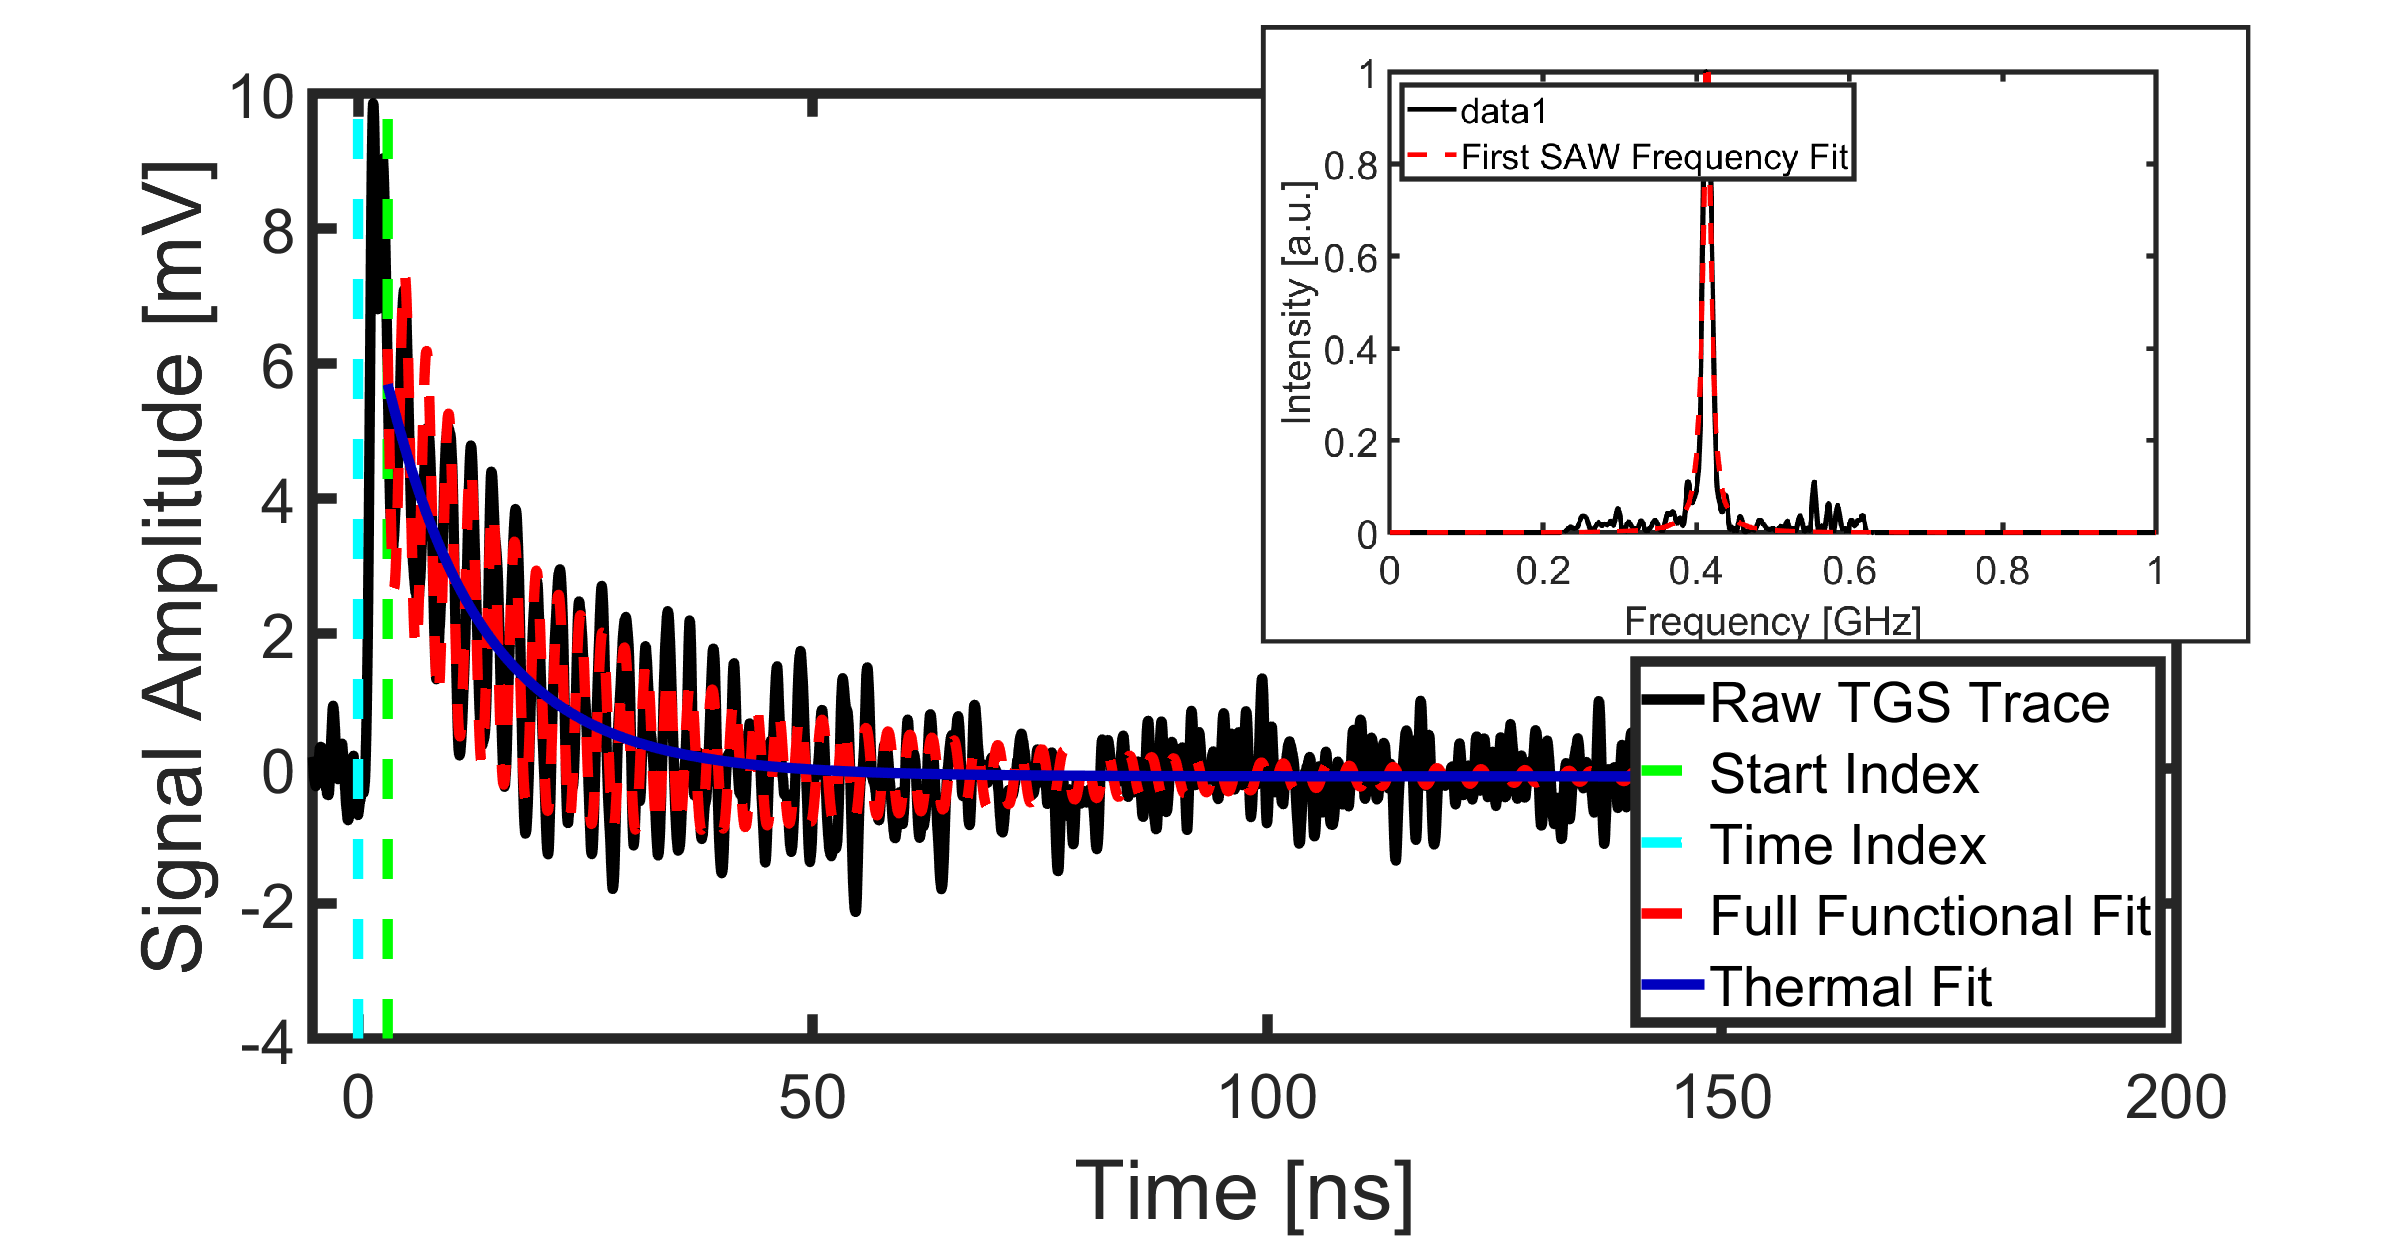 Signal Amplitude [mV]
10
8
6
4
2
0
-2
-4
0
50
100
150
200
Time [ns]
Intensity [a.u.]
1
0.8
0.6
0.4
0.2
0
data1
First SAW Frequency Fit
0
0.2
0.4
0.6
0.8
1
Frequency [GHz]
Raw TGS Trace
Start Index
Time Index
Full Functional Fit
Thermal Fit